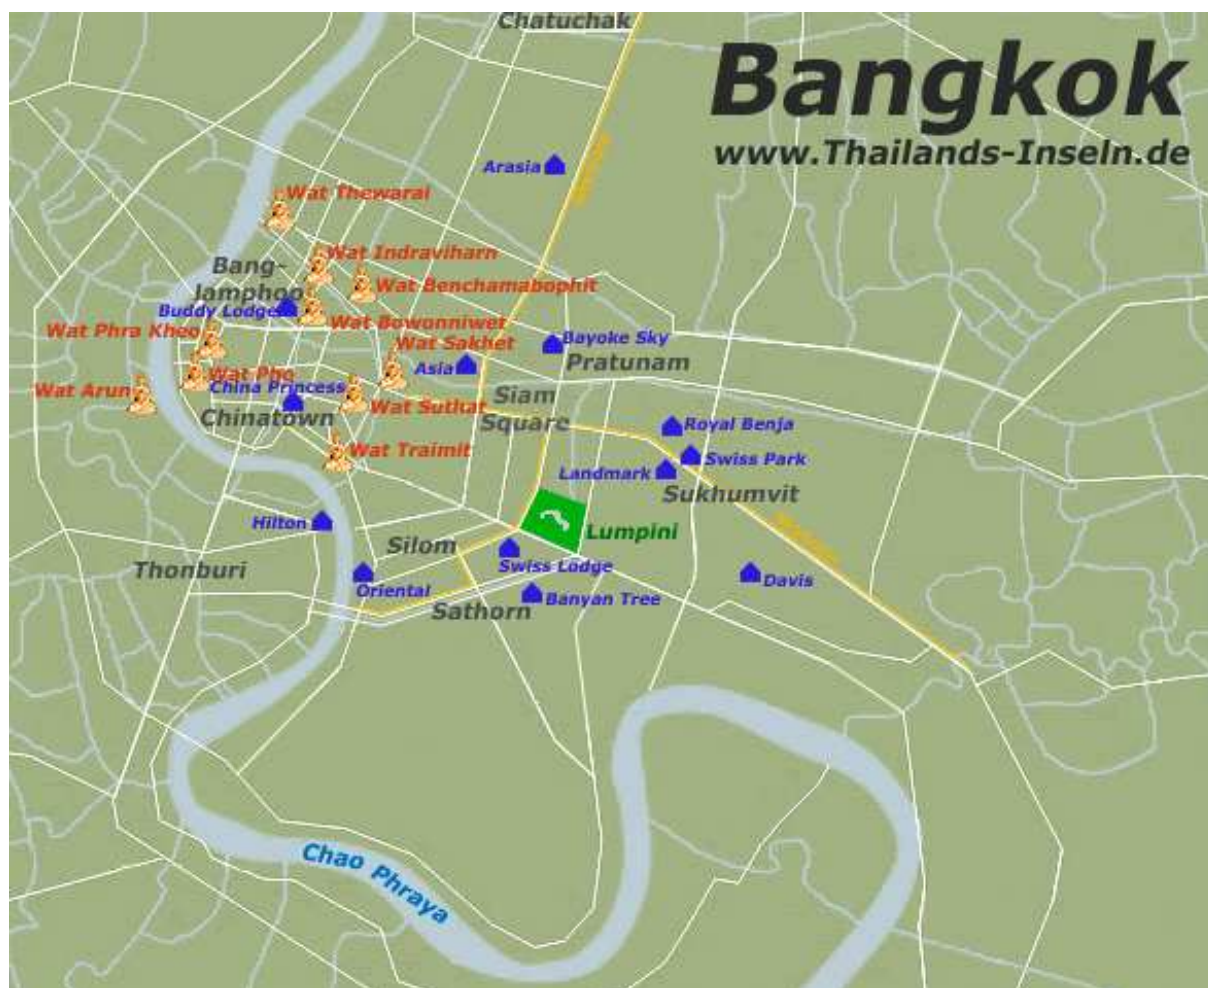 Chatuchak
Bangkok
www.Thailands-Inseln.de
Arasia
Wat Thewarai
Wat Indraviharn
Bang-
lamphoo
Wat Benchamabophit
Buddy Lodge
Wat Bowonniwet
Wat Phra Kheo
Wat Sakhet
Bayoke Sky
Pratunam
Asia
Wat Pho
China Princess
Wat Arun
Siam
Square
Wat Suthat
Chinatown
Royal Benja
Wat Traimit
Swiss Park
Landmark
Sukhumvit
Hilton
Lumpini
Silom
Swiss Lodge
Thonburi
Oriental
Davis
Banyan Tree
Sathorn
Chao Phraya